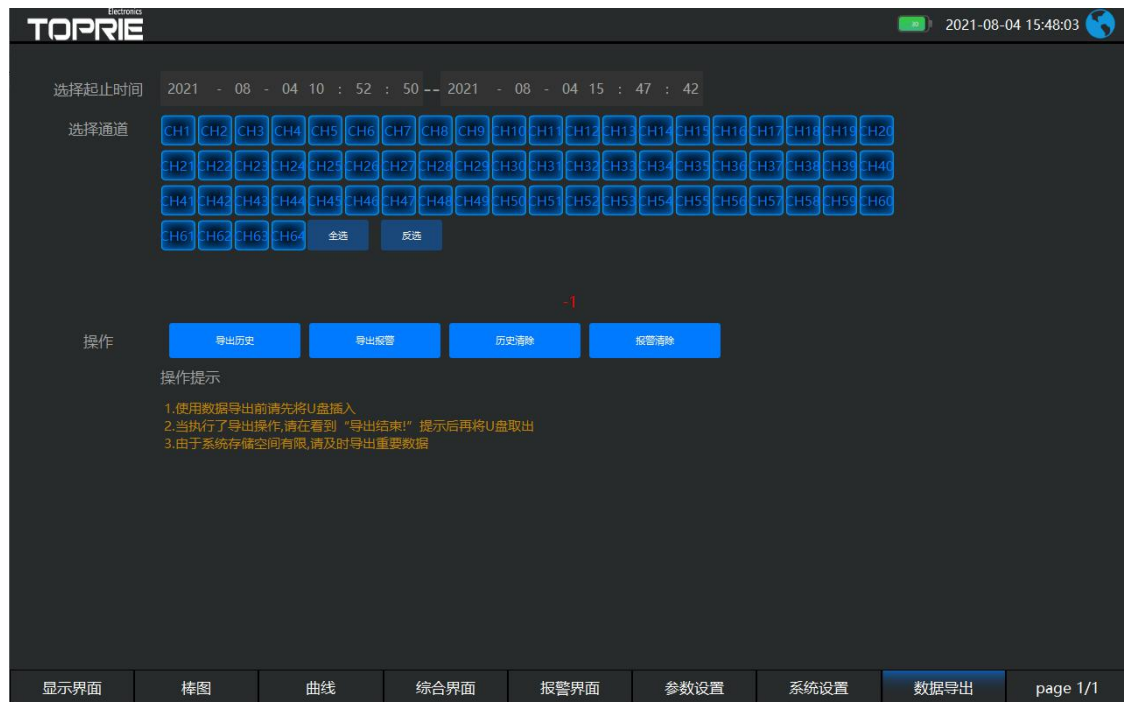 Electronics
TOPRIE
30 2021-08-04 15:48:03
选择起止时间 2021 - 08 - 04 10 : 52 : 50 -- 2021 - 08 - 04 15 : 47 : 42
选择通道 CH1 CH2 CH3 CH4 CH5 CH6 CH7 CH8 CH9 CH10 CH11 CH12 CH13 CH14 CH15 CH16 CH17 CH18 CH19 CH20
CH21 CH22 CH23 CH24 CH25 CH26 CH27 CH28 CH29 CH30 CH31 CH32 CH33 CH34 CH35 CH36 CH37 CH38 CH39 CH40
CH41 CH42 CH43 CH44 CH45 CH46 CH47 CH48 CH49 CH50 CH51 CH52 CH53 CH54 CH55 CH56 CH57 CH58 CH59 CH60
CH61 CH62 CH63 CH64 全选 反选
-1
操作 导出历史 导出报警 历史清除 报警清除
操作提示
1.使用数据导出前请先将U盘插入
2.当执行了导出操作,请在看到“导出结束!”提示后再将U盘取出
3.由于系统存储空间有限,请及时导出重要数据
显示界面 棒图 曲线 综合界面 报警界面 参数设置 系统设置 数据导出 page 1/1